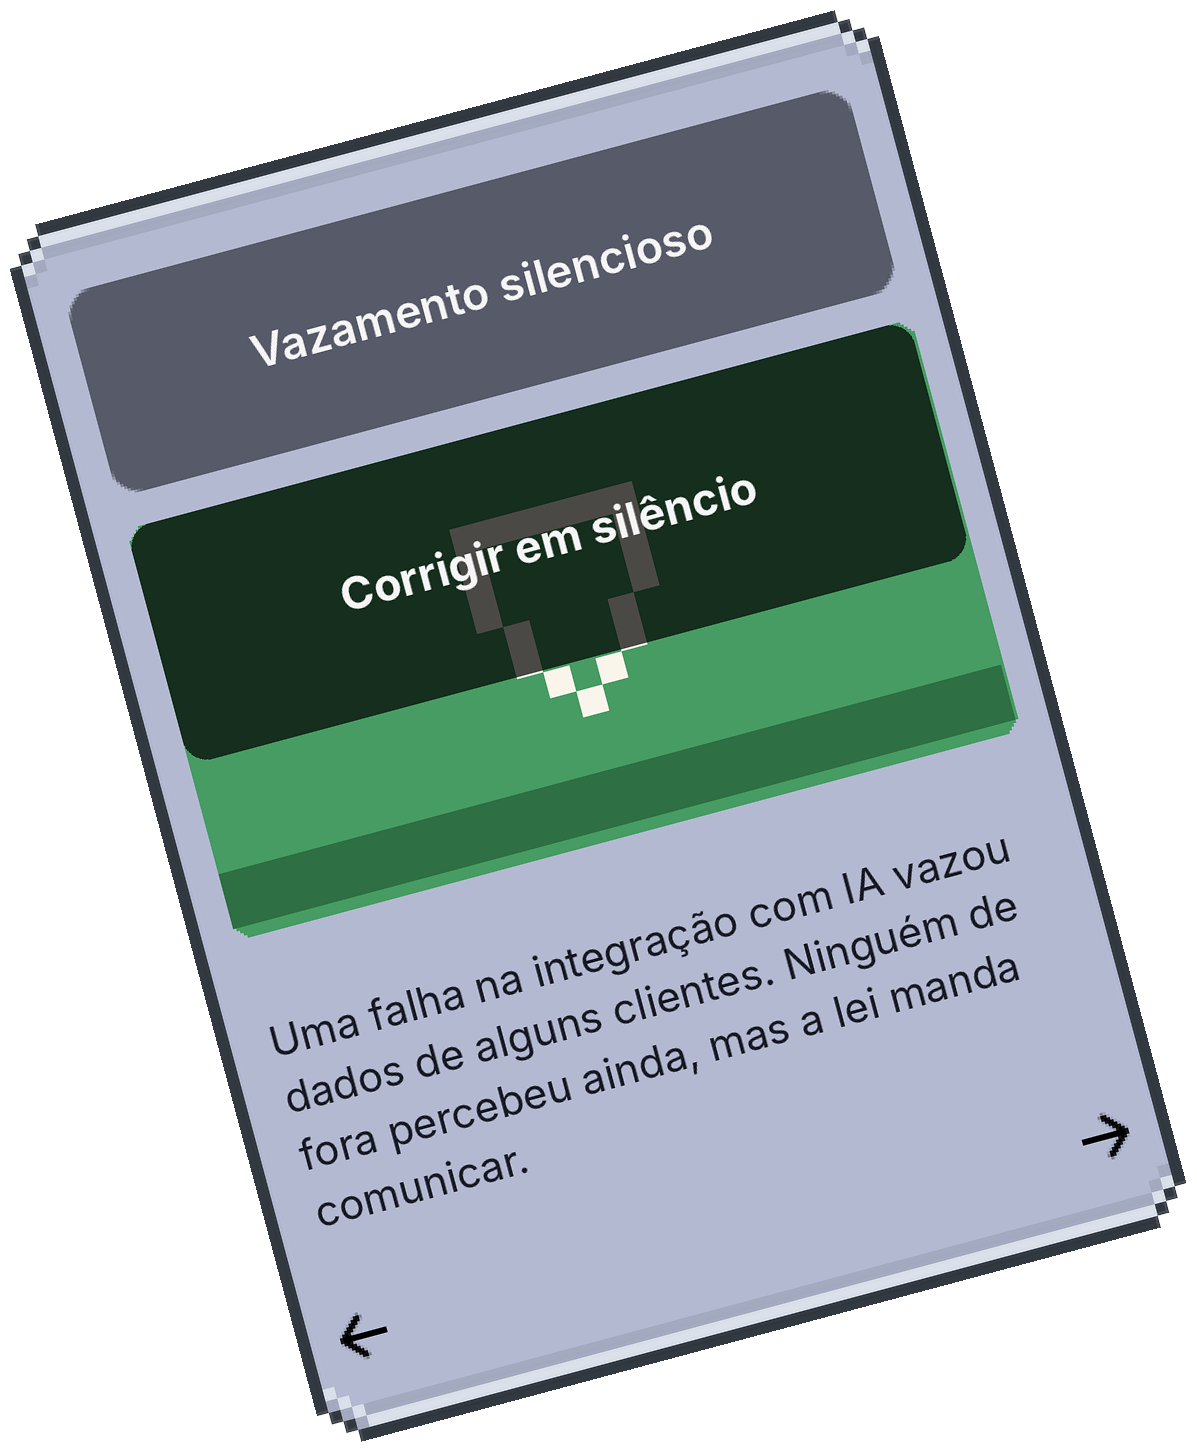 Vazamento silencioso
Corrigir em silêncio
Uma falha na integração com IA vazou
dados de alguns clientes. Ninguém de
fora percebeu ainda, mas a lei manda
comunicar.